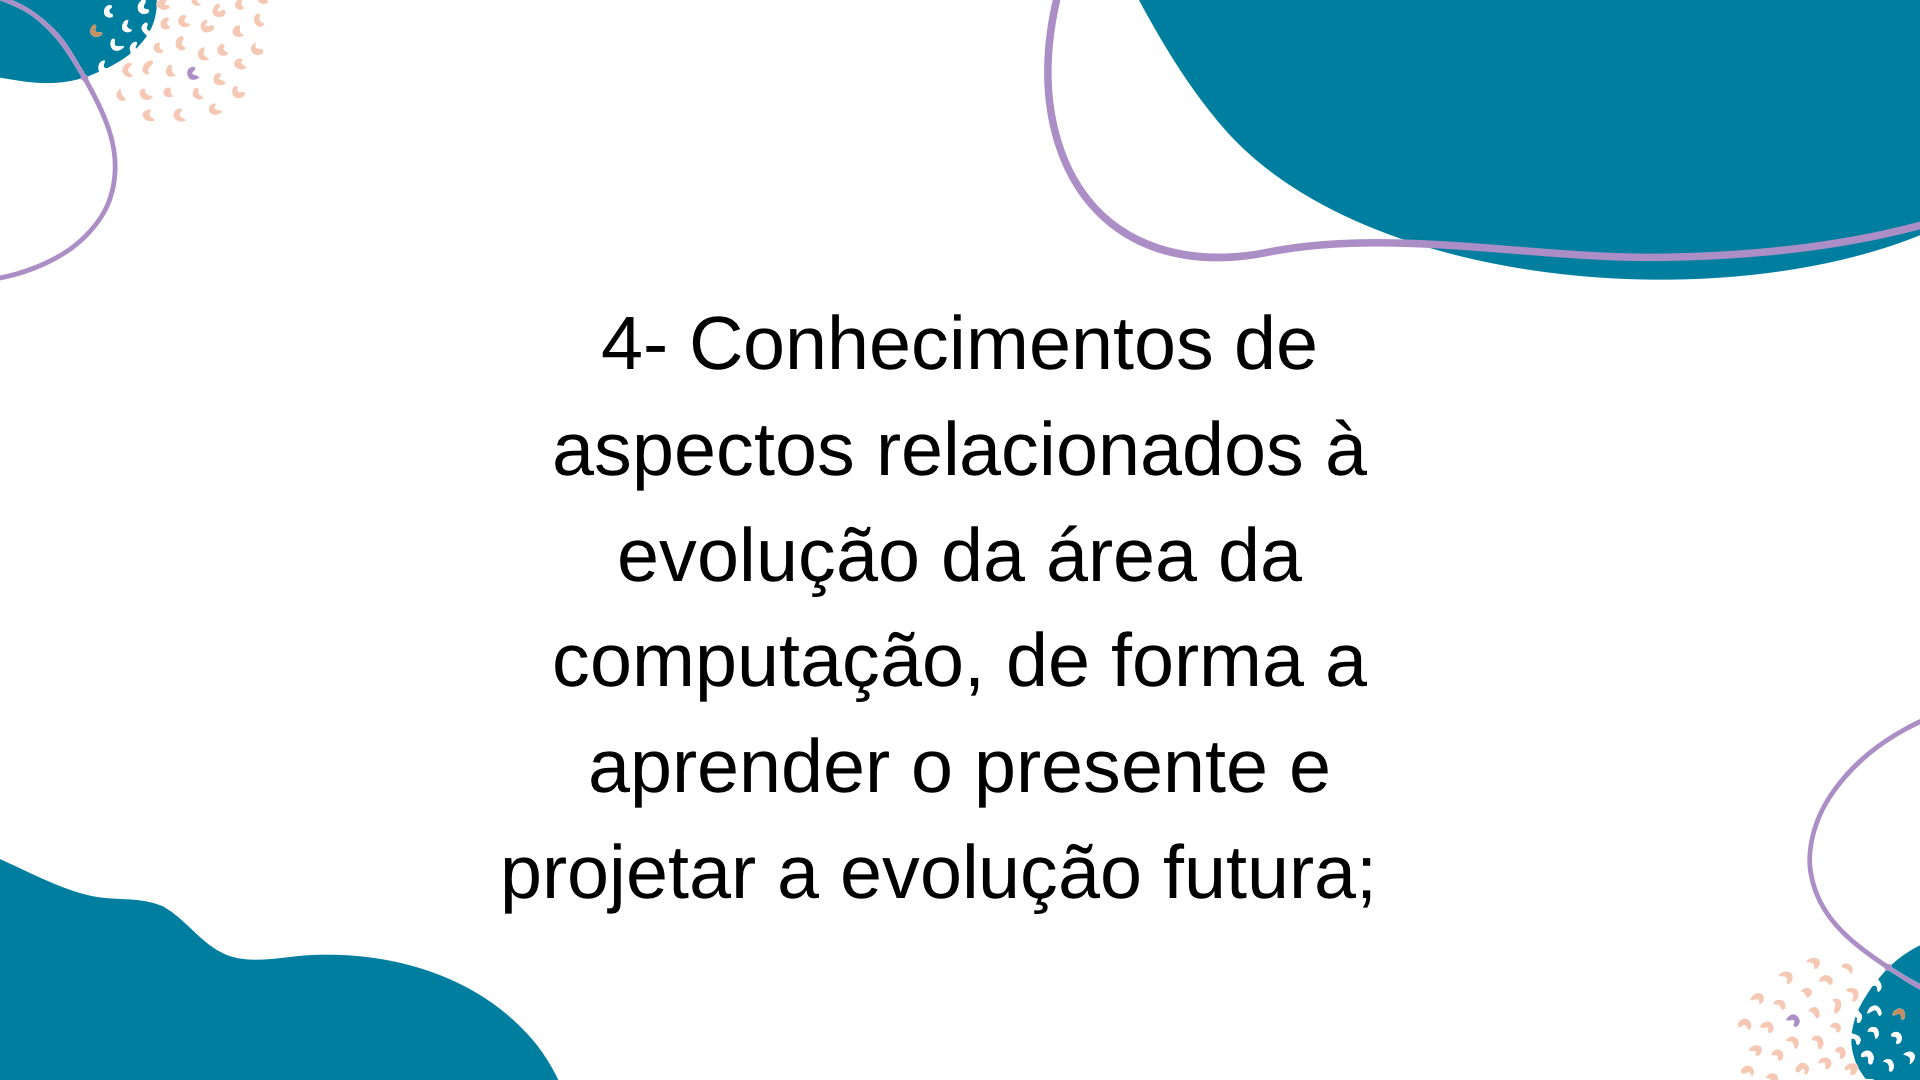 4- Conhecimentos de
aspectos relacionados à
evolução da área da
computação, de forma a
aprender o presente e
projetar a evolução futura;